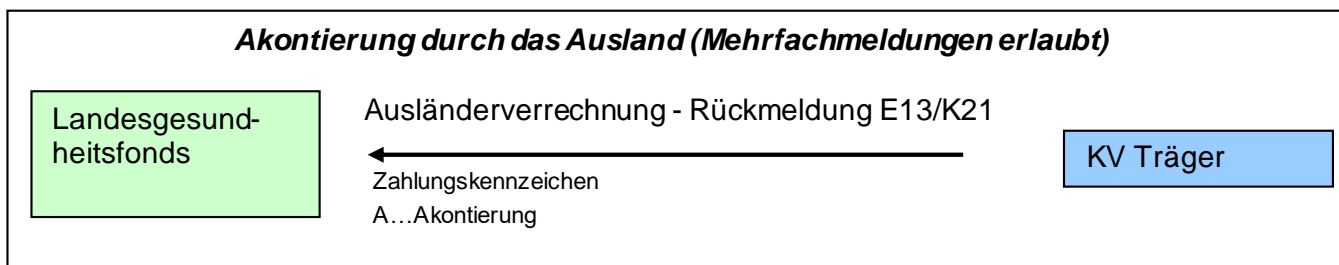 Akontierung durch das Ausland (Mehrfachmeldungen erlaubt)
Landesgesund-
heitsfonds
Ausländerverrechnung - Rückmeldung E13/K21
Zahlungskennzeichen
A…Akontierung
KV Träger